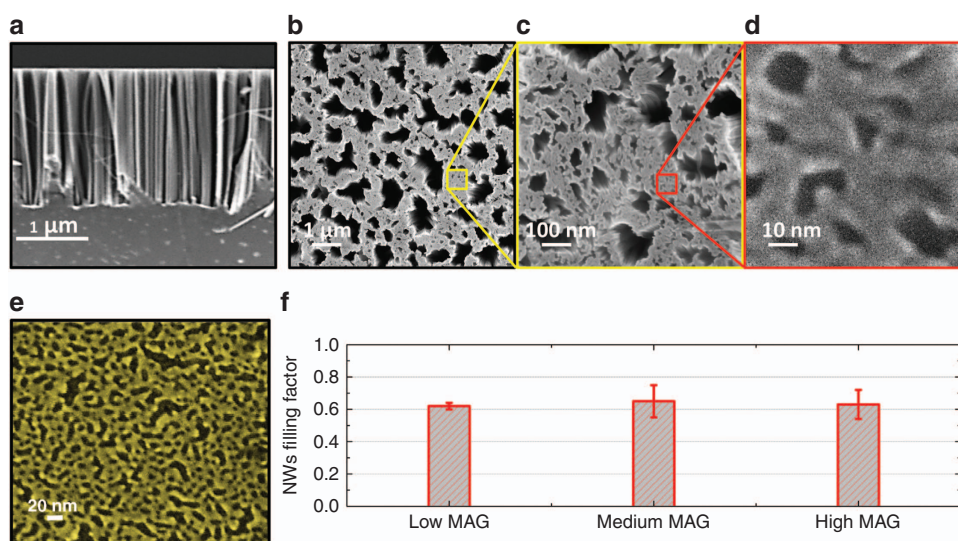 a
b
c
d
1 μm
1 μm
100 nm
10 nm
e
f
20 nm
NWs filling factor
1.0
0.8
0.6
0.4
0.2
0.0
Low MAG
Medium MAG
High MAG